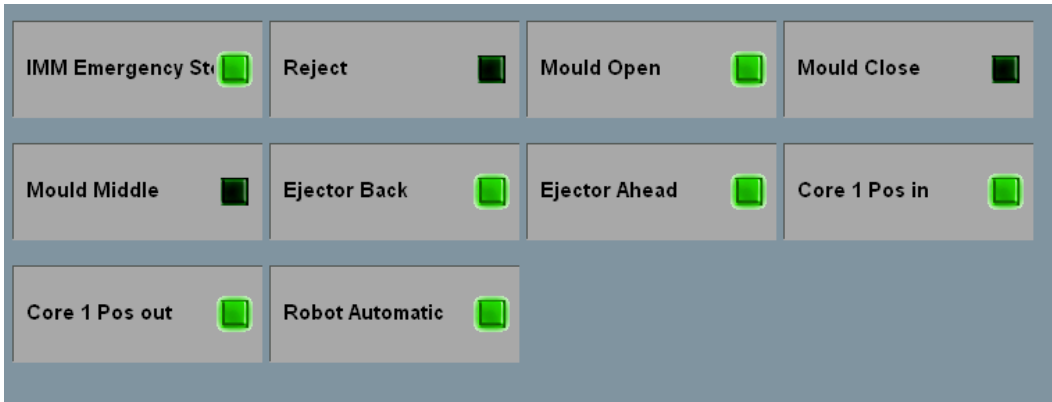 IMM Emergency Sto
Reject
Mould Open
Mould Close
Mould Middle
Ejector Back
Ejector Ahead
Core 1 Pos in
Core 1 Pos out
Robot Automatic